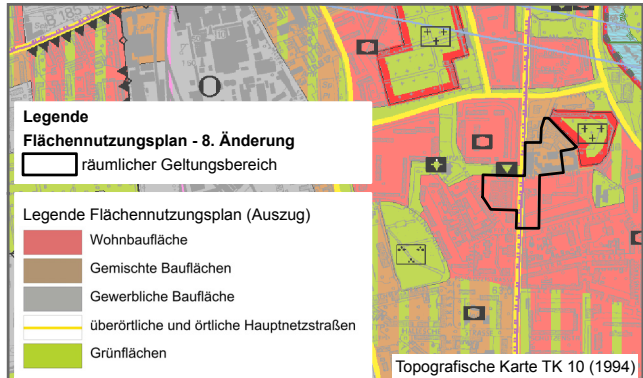 B 185
Legende
Flächennutzungsplan - 8. Änderung
räumlicher Geltungsbereich
Legende Flächennutzungsplan (Auszug)
Wohnbaufläche
Gemischte Bauflächen
Gewerbliche Baufläche
überörtliche und örtliche Hauptnetzstraßen
Grünflächen
Topografische Karte TK 10 (1994)